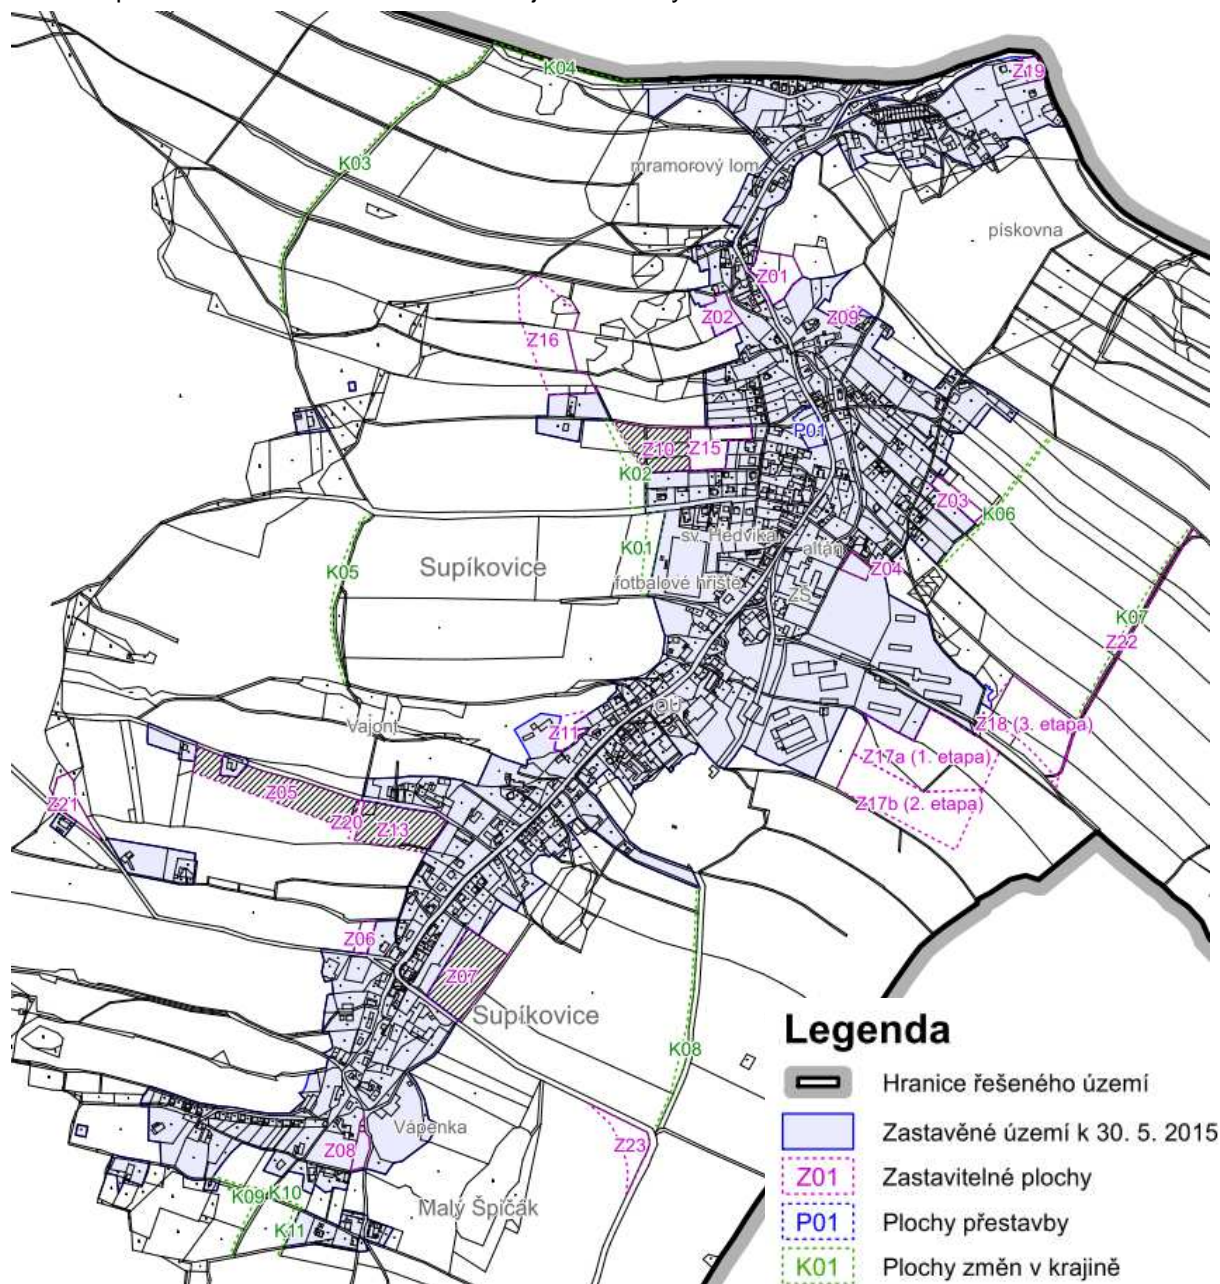 K04
Z19
K03
mramorový lom
pískovna
Z01
Z02
Z09
Z16
P01
Z10
Z15
K02
Z03
K06
sv. Hedvika
K01
altán
Supíkovice
Z04
K05
fotbalové hřiště
ZŠ
K07
Z22
OÚ
Z18 (3. etapa)
Vajont
Z11
Z17a (1. etapa)
Z05
Z17b (2. etapa)
Z21
Z20
Z13
Z06
Z07
Supíkovice
K08
Vápenka
Z08
Z23
K09
K10
Malý Špičák
K11
Legenda
Hranice řešeného území
Zastavěné území k 30. 5. 2015
Z01 Zastavitelné plochy
P01 Plochy přestavby
K01 Plochy změn v krajině